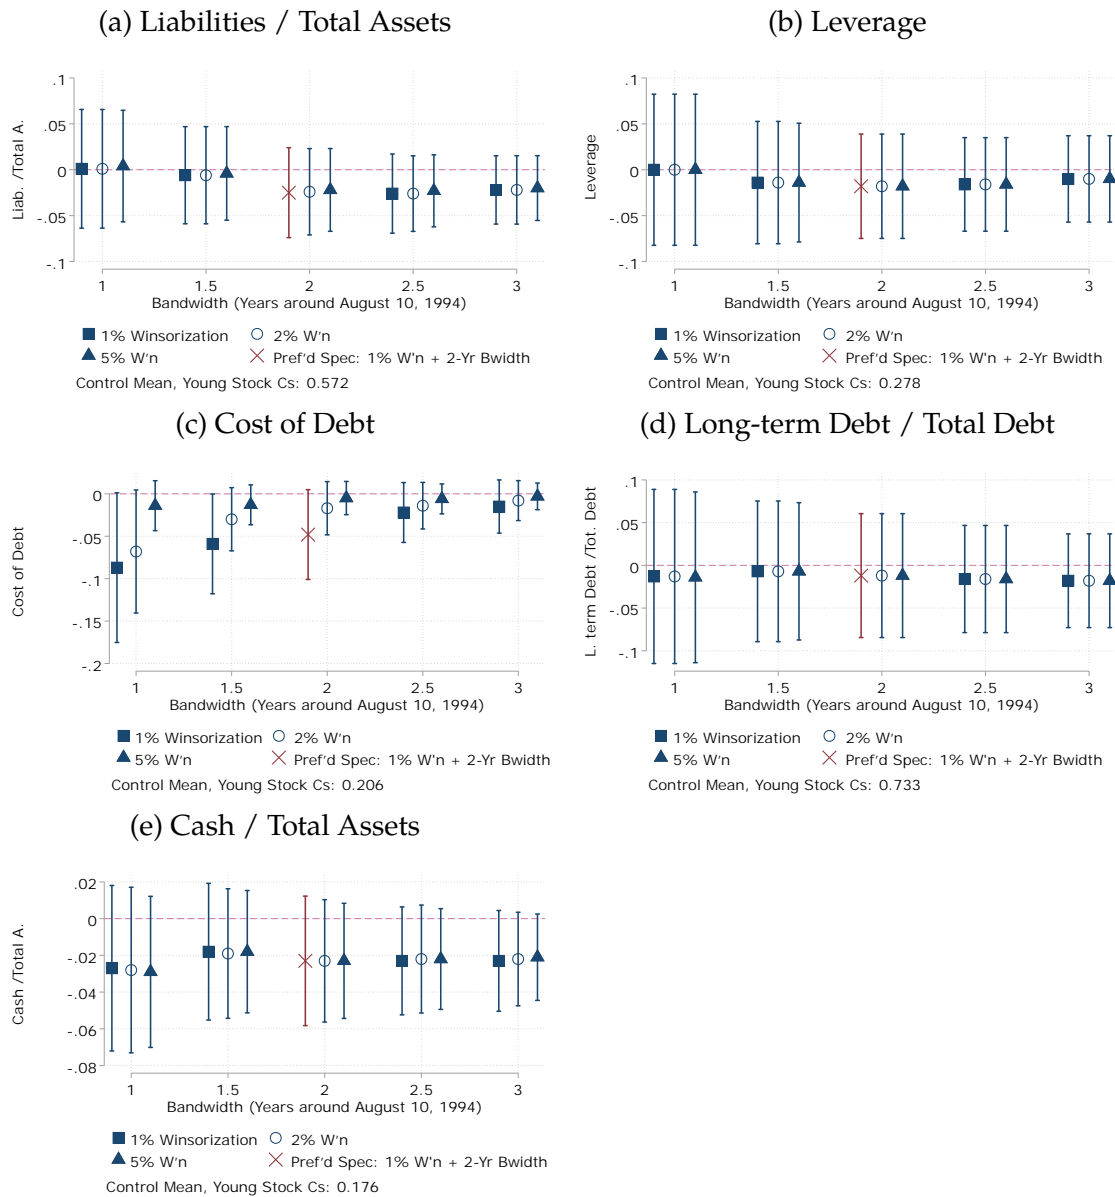 (a) Liabilities / Total Assets
Liab. /Total A.
.1
.05
0
-.05
-.1
1 1.5 2 2.5 3
Bandwidth (Years around August 10, 1994)
1% Winsorization 2% W'n
5% W'n Pref'd Spec: 1% W'n + 2-Yr Bwidth
Control Mean, Young Stock Cs: 0.572
(b) Leverage
Leverage
.1
.05
0
-.05
-.1
1 1.5 2 2.5 3
Bandwidth (Years around August 10, 1994)
1% Winsorization 2% W'n
5% W'n Pref'd Spec: 1% W'n + 2-Yr Bwidth
Control Mean, Young Stock Cs: 0.278
(c) Cost of Debt
Cost of Debt
0
-.05
-.1
-.15
-.2
1 1.5 2 2.5 3
Bandwidth (Years around August 10, 1994)
1% Winsorization 2% W'n
5% W'n Pref'd Spec: 1% W'n + 2-Yr Bwidth
Control Mean, Young Stock Cs: 0.206
(d) Long-term Debt / Total Debt
L. term Debt /Tot. Debt
.1
.05
0
-.05
-.1
1 1.5 2 2.5 3
Bandwidth (Years around August 10, 1994)
1% Winsorization 2% W'n
5% W'n Pref'd Spec: 1% W'n + 2-Yr Bwidth
Control Mean, Young Stock Cs: 0.733
(e) Cash / Total Assets
Cash /Total A.
.02
0
-.02
-.04
-.06
-.08
1 1.5 2 2.5 3
Bandwidth (Years around August 10, 1994)
1% Winsorization 2% W'n
5% W'n Pref'd Spec: 1% W'n + 2-Yr Bwidth
Control Mean, Young Stock Cs: 0.176